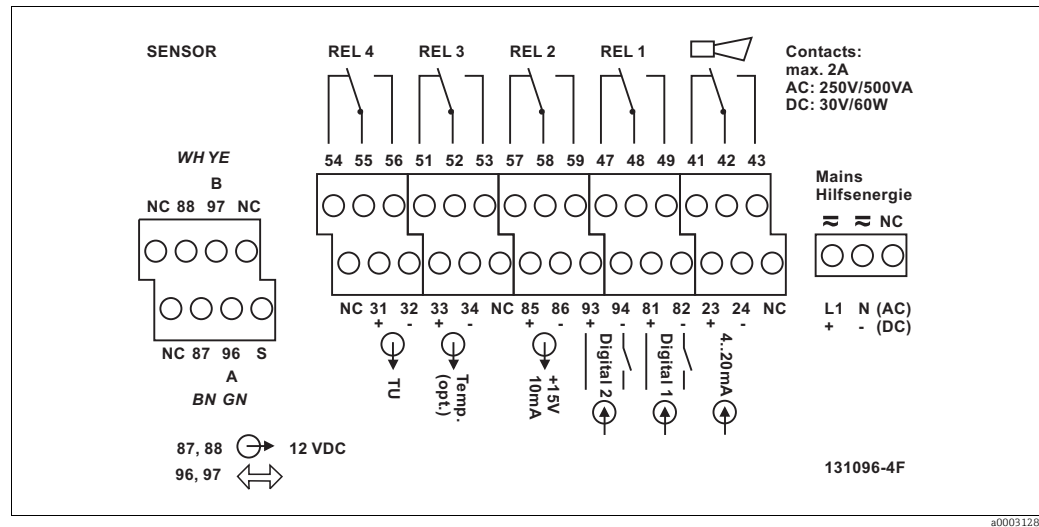 SENSOR
REL 4 REL 3 REL 2 REL 1
Contacts:
max. 2A
AC: 250V/500VA
DC: 30V/60W
54 55 56 51 52 53 57 58 59 47 48 49 41 42 43
WH YE
B
NC 88 97 NC
Mains
Hilfsenergie
NC
NC 31 32 33 34 NC 85 86 93 94 81 82 23 24 NC
+ - + - + - + - + - + -
L1 N (AC)
+ - (DC)
NC 87 96 S
A
BN GN
TU
Temp.
(opt.)
+15V
10mA
Digital 2
Digital 1
4..20mA
87, 88 12 VDC
96, 97
131096-4F
a0003128